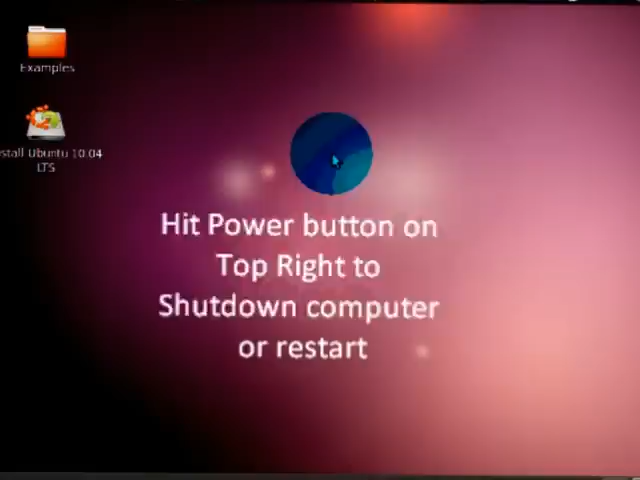 Examples
stall Ubuntu 10.04
LTS
Hit Power button on
Top Right to
Shutdown computer
or restart